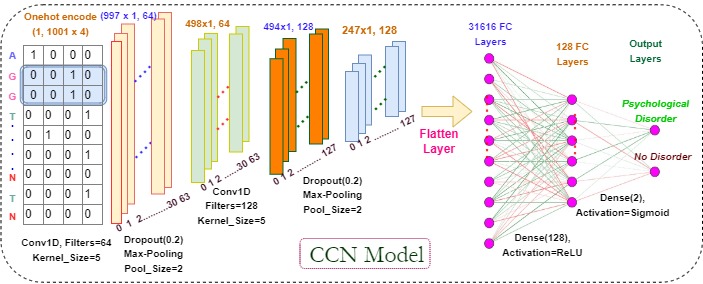 Onehot encode
(1, 1001 x 4)
A 1 0 0 0
G 0 0 1 0
G 0 0 1 0
T 0 0 0 1
. 0 1 0 0
. 0 0 0 0
N 0 0 0 0
T 0 0 0 1
N 0 0 0 0
Conv1D, Filters=64
Kernel_Size=5
(997 x 1, 64)
0 1 2.......30 63
Dropout(0.2)
Max-Pooling
Pool_Size=2
498x1, 64
0 1 2.......30 63
Conv1D
Filters=128
Kernel_Size=5
494x1, 128
0 1 2.......127
Dropout(0.2)
Max-Pooling
Pool_Size=2
247x1, 128
0 1 2.......127
Flatten
Layer
31616 FC
Layers
Dense(128),
Activation=ReLU
128 FC
Layers
Dense(2),
Activation=Sigmoid
Output
Layers
Psychological
Disorder
No Disorder
CCN Model